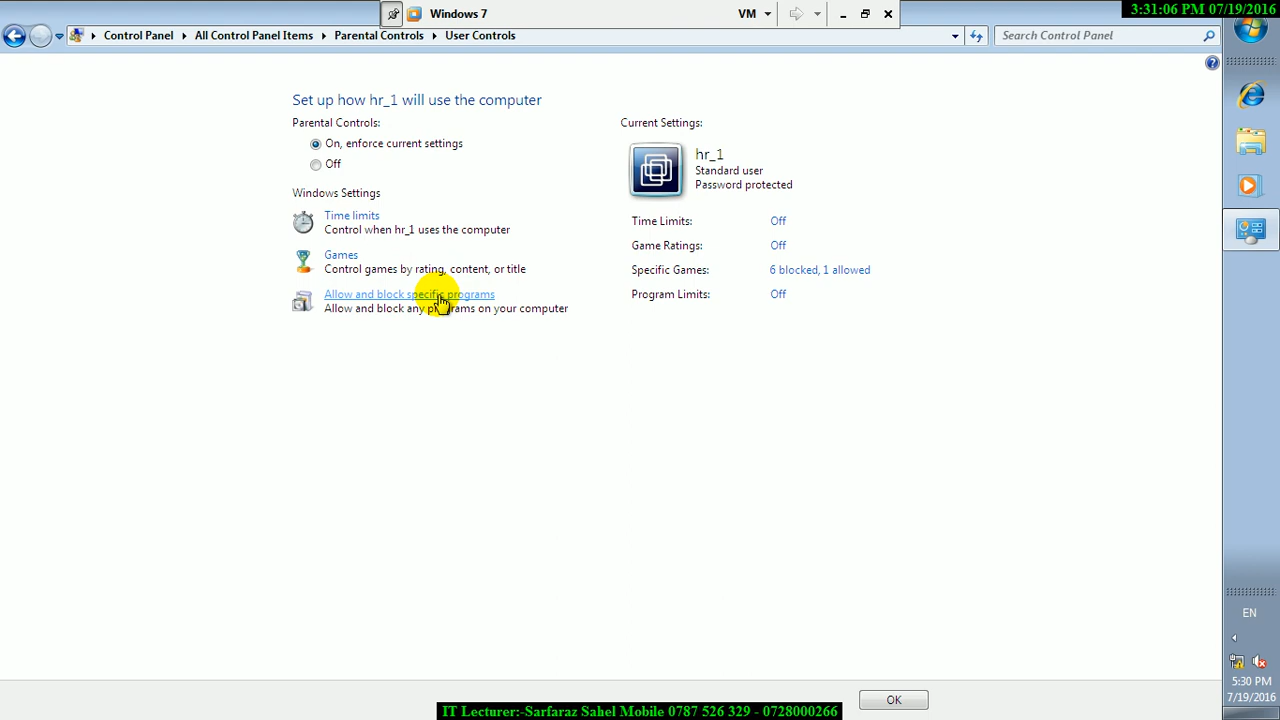 Windows 7
VM
3:31:06 PM 07/19/2016
Control Panel
All Control Panel Items
Parental Controls
User Controls
Search Control Panel
Set up how hr_1 will use the computer
Parental Controls:
On, enforce current settings
Off
Windows Settings
Time limits
Control when hr_1 uses the computer
Games
Control games by rating, content, or title
Allow and block specific programs
Allow and block any programs on your computer
Current Settings:
hr_1
Standard user
Password protected
Time Limits: Off
Game Ratings: Off
Specific Games: 6 blocked, 1 allowed
Program Limits: Off
OK
EN
5:30 PM
7/19/2016
IT Lecturer:-Sarfaraz Sahel Mobile 0787 526 329 - 0728000266